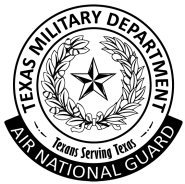 TEXAS MILITARY DEPARTMENT
Texans Serving Texas
AIR NATIONAL GUARD